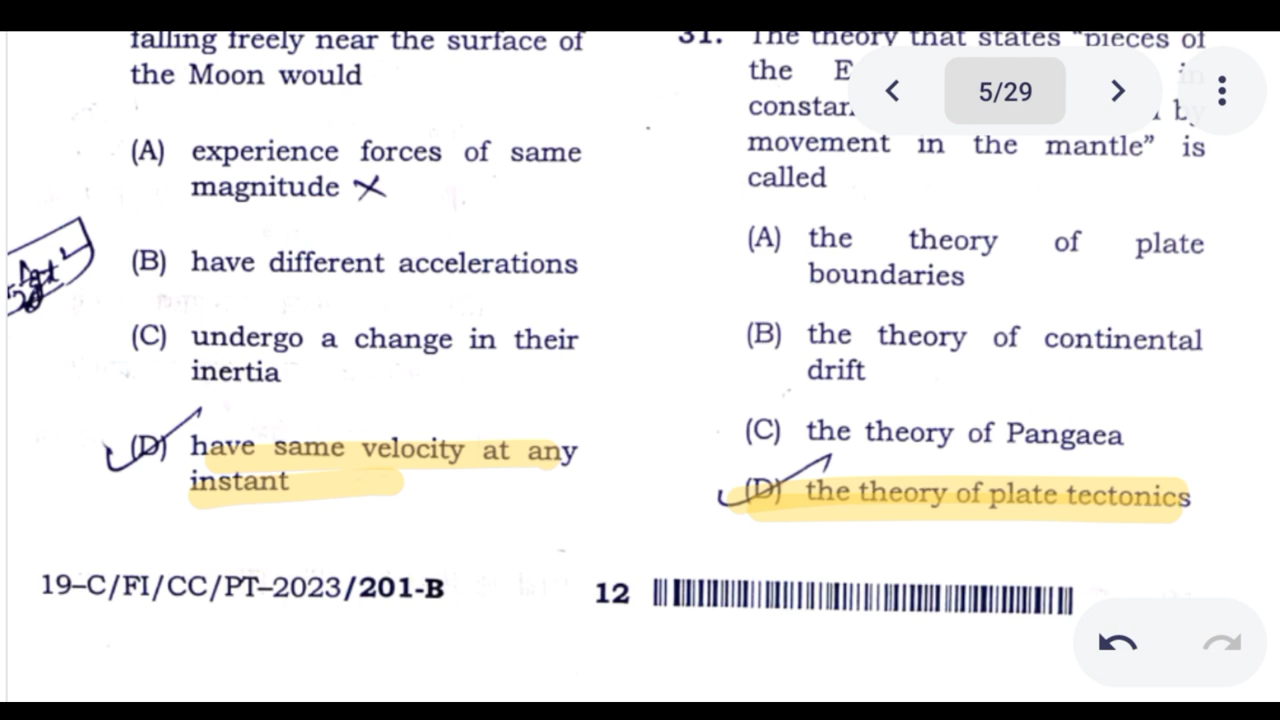 falling freely near the surface of
the Moon would
(A) experience forces of same
magnitude
(B) have different accelerations
(C) undergo a change in their
inertia
(D) have same velocity at any
instant
31. The theory that states “pieces of
the E in
constan by
movement in the mantle” is
called
(A) the theory of plate
boundaries
(B) the theory of continental
drift
(C) the theory of Pangaea
(D) the theory of plate tectonics
5/29
19–C/FI/CC/PT–2023/201-B
12